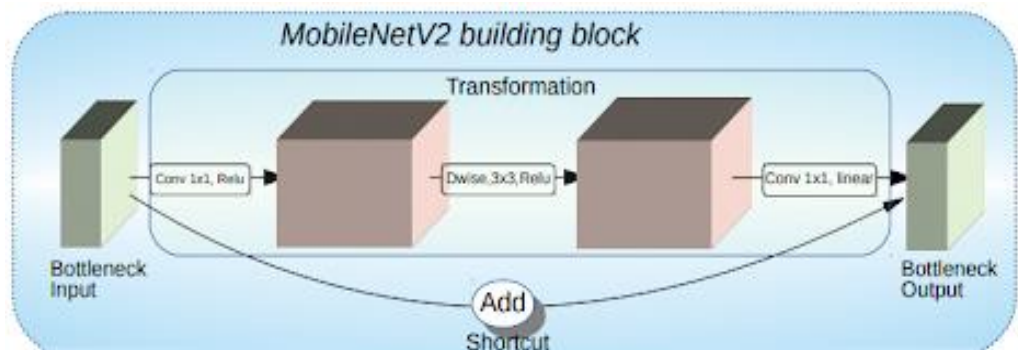 MobileNetV2 building block
Transformation
Conv 1x1, Relu
Dwise,3x3,Relu
Conv 1x1, linear
Bottleneck
Input
Bottleneck
Output
Add
Shortcut